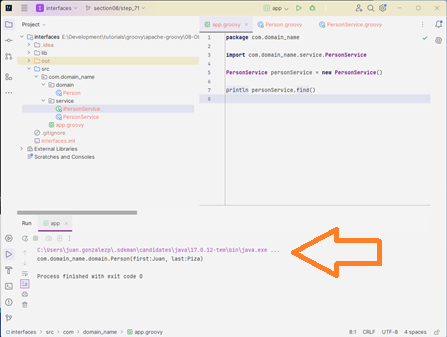 interfaces
section08/step_71
app
Project
interfaces E:\Development\tutorials\groovy\apache-groovy\08-OB
.idea
lib
out
src
com.domain_name
domain
Person
service
IPersonService
PersonService
app.groovy
.gitignore
interfaces.iml
External Libraries
Scratches and Consoles
app.groovy
Person.groovy
PersonService.groovy
1 package com.domain_name
2
3 import com.domain_name.service.PersonService
4
5 PersonService personService = new PersonService()
6
7 println personService.find()
8
Run app
C:\Users\juan.gonzalezp\.sdkman\candidates\java\17.0.12-tem\bin\java.exe ...
com.domain_name.domain.Person(first:Juan, last:Piza)
Process finished with exit code 0
interfaces > src > com > domain_name > app.groovy
8:1 CRLF UTF-8 4 spaces